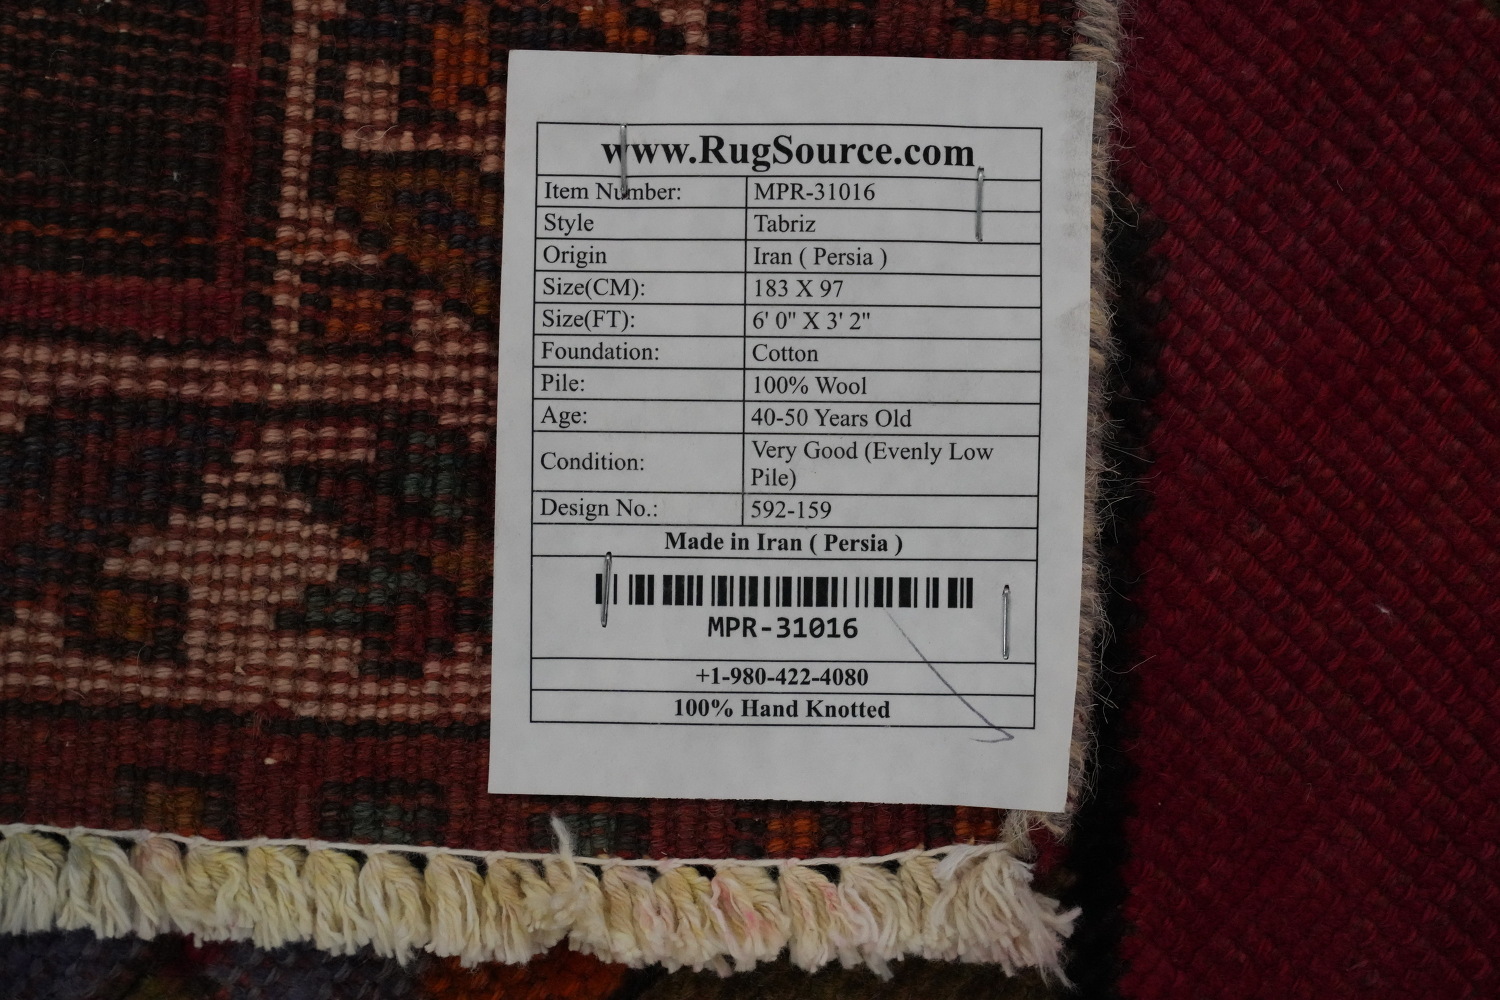 www.RugSource.com
Item Number: MPR-31016
Style Tabriz
Origin Iran ( Persia )
Size(CM): 183 X 97
Size(FT): 6' 0" X 3' 2"
Foundation: Cotton
Pile: 100% Wool
Age: 40-50 Years Old
Condition: Very Good (Evenly Low
Pile)
Design No.: 592-159
Made in Iran ( Persia )
MPR-31016
+1-980-422-4080
100% Hand Knotted